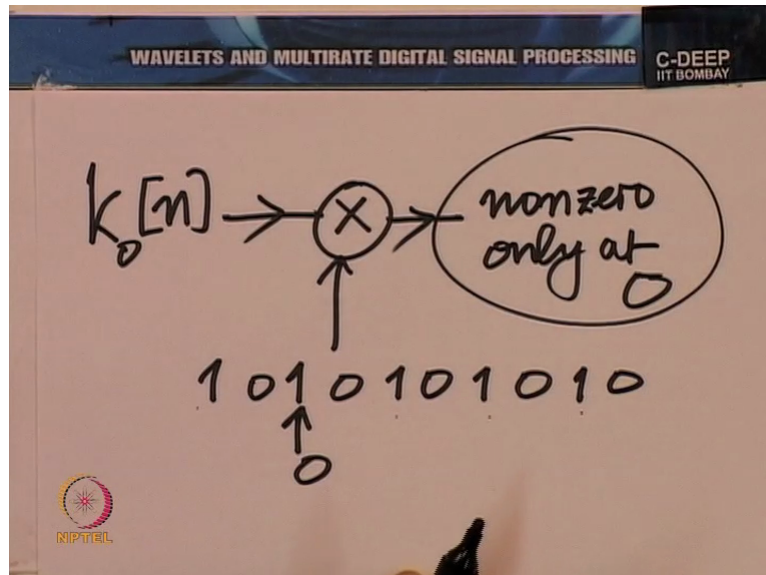 WAVELETS AND MULTIRATE DIGITAL SIGNAL PROCESSING
C-DEEP
IIT BOMBAY
k₀[n]
X
nonzero
only at
0
1 0 1 0 1 0 1 0 1 0
0
NPTEL